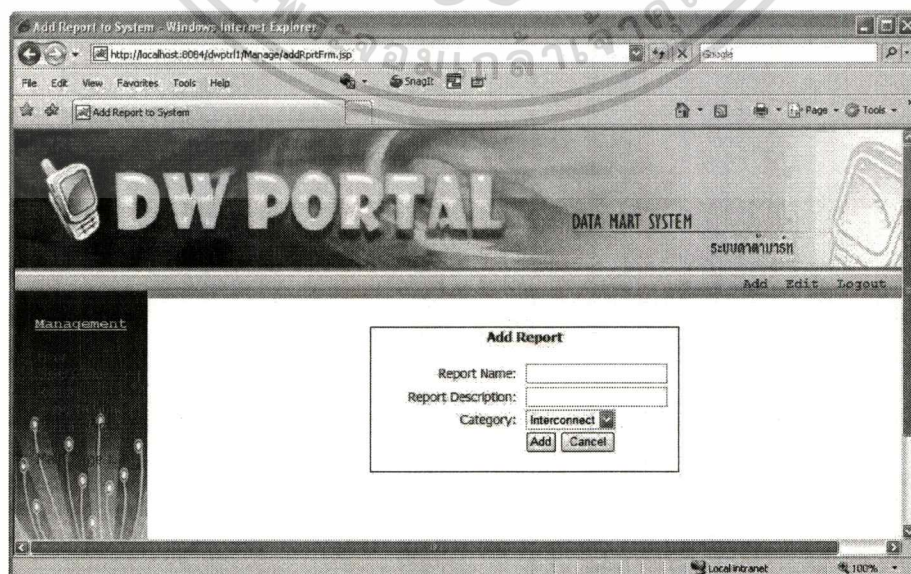 Add Report to System - Windows Internet Explorer
http://localhost:8084/dwptrl1/Manage/addRprtFrm.jsp
Google
File Edit View Favorites Tools Help
SnagIt
Add Report to System
Page
Tools
DW PORTAL
DATA MART SYSTEM
ระบบดาต้ามาร์ท
Add Edit Logout
Management
Add Report
Report Name:
Report Description:
Category: Interconnect
Add Cancel
Local intranet
100%